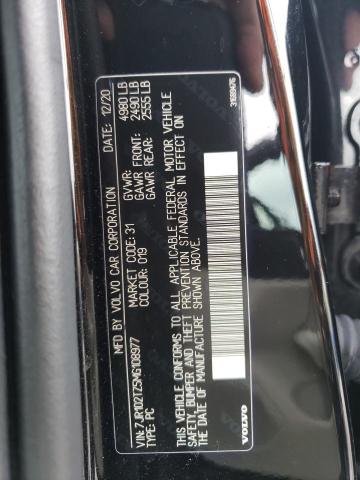 MFD BY VOLVO CAR CORPORATION DATE: 12/20
MARKET CODE: 31 GVWR: 4980 LB
COLOUR: 019 GAWR FRONT: 2490 LB
GAWR REAR: 2555 LB
VIN: 7JR102TZ5MG108977
TYPE: PC
THIS VEHICLE CONFORMS TO ALL APPLICABLE FEDERAL MOTOR VEHICLE
SAFETY, BUMPER AND THEFT PREVENTION STANDARDS IN EFFECT ON
THE DATE OF MANUFACTURE SHOWN ABOVE.
VOLVO